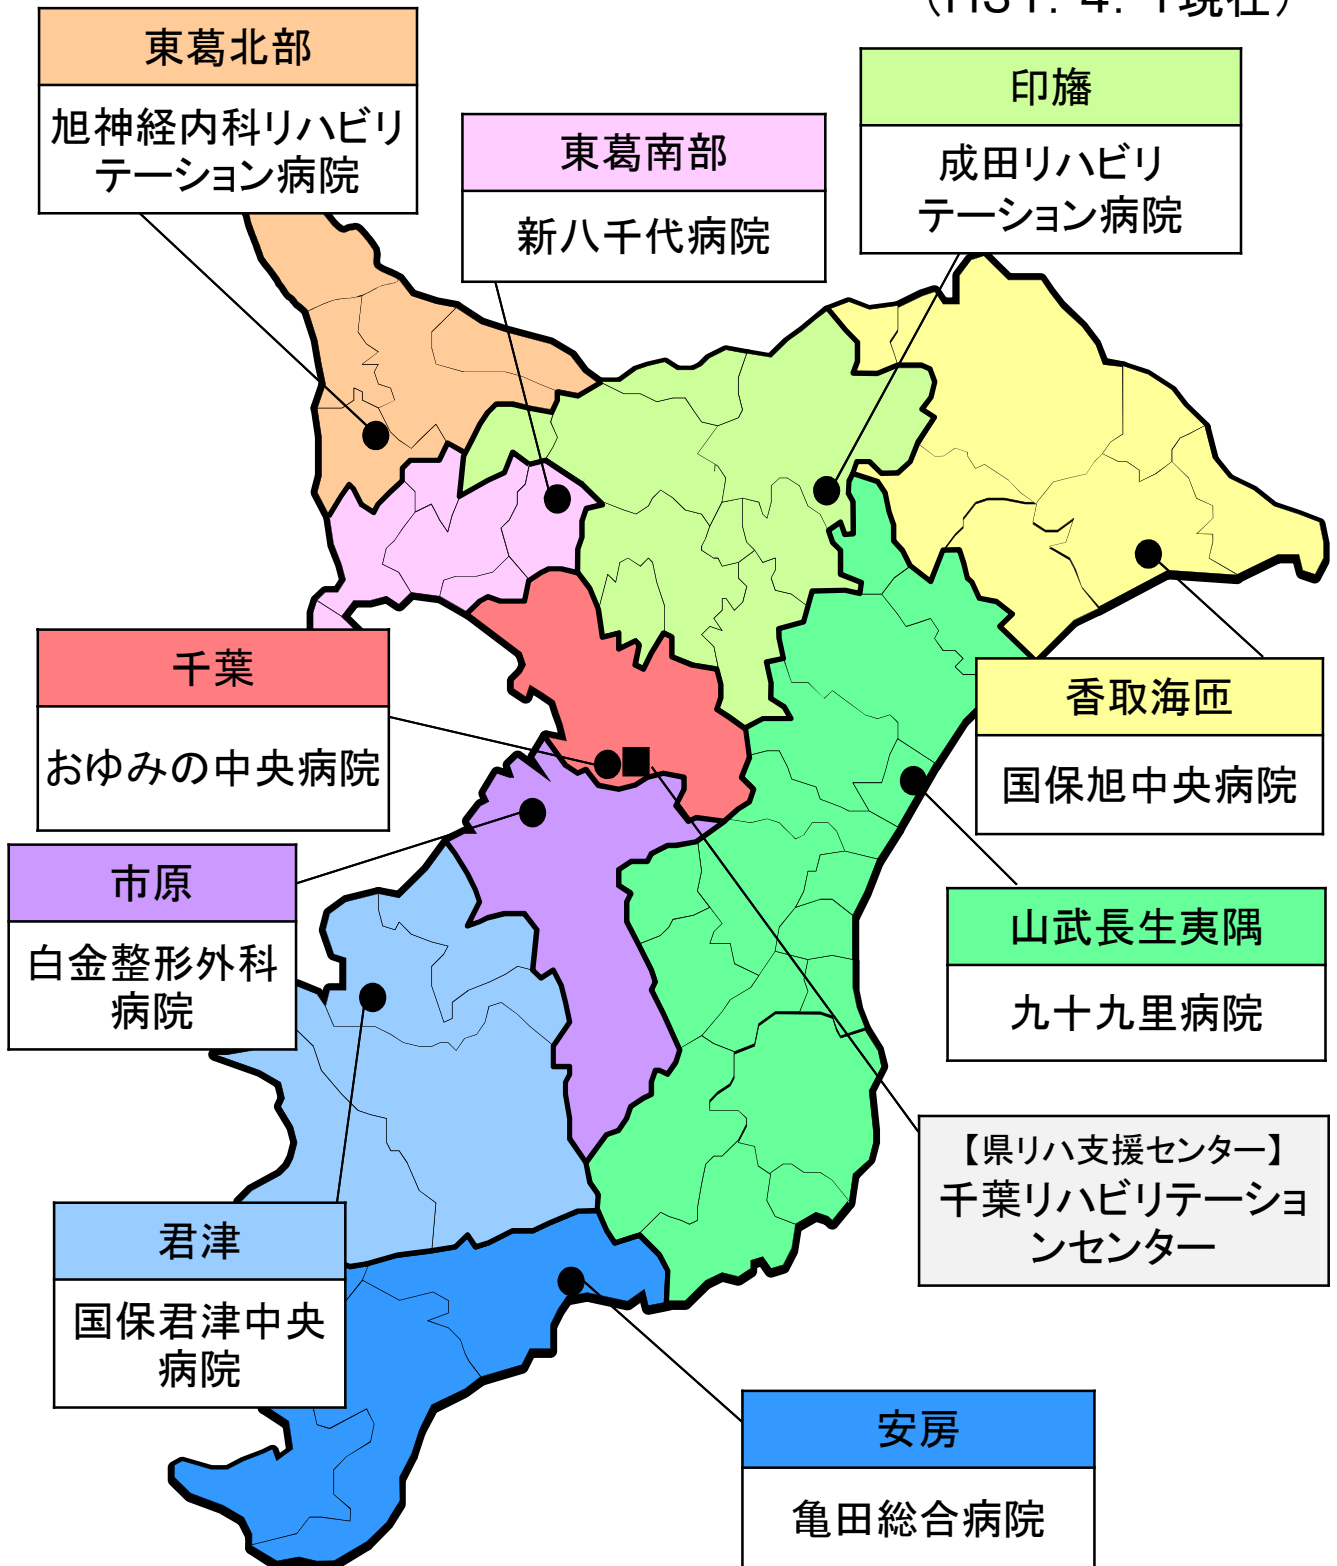 (H31.4.1現在)
東葛北部
旭神経内科リハビリ
テーション病院
東葛南部
新八千代病院
印旛
成田リハビリ
テーション病院
千葉
おゆみの中央病院
香取海匝
国保旭中央病院
市原
白金整形外科
病院
山武長生夷隅
九十九里病院
【県リハ支援センター】
千葉リハビリテーショ
ンセンター
君津
国保君津中央
病院
安房
亀田総合病院